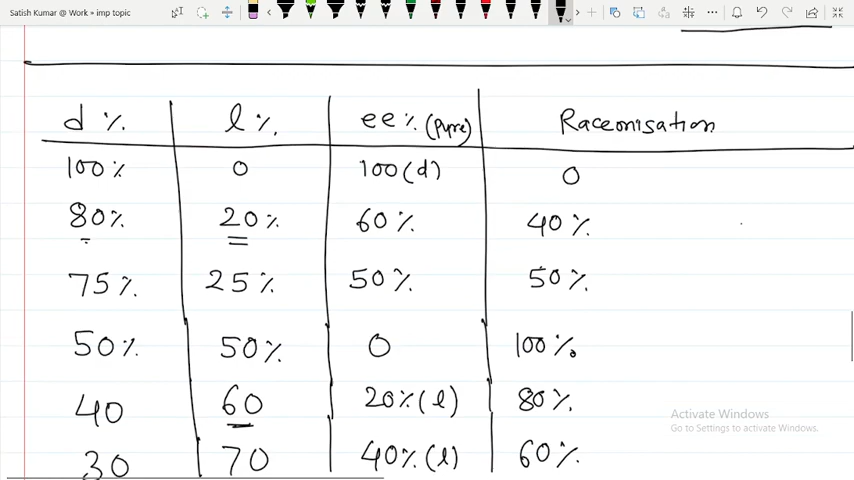 Satish Kumar @ Work » imp topic
d % l % ee % (pure) Racemisation
100 % 0 100 (d) 0
80 % 20 % 60 % 40 %
75 % 25 % 50 % 50 %
50 % 50 % 0 100 %
40 60 20 % (l) 80 %
30 70 40 % (l) 60 %
Activate Windows
Go to Settings to activate Windows.